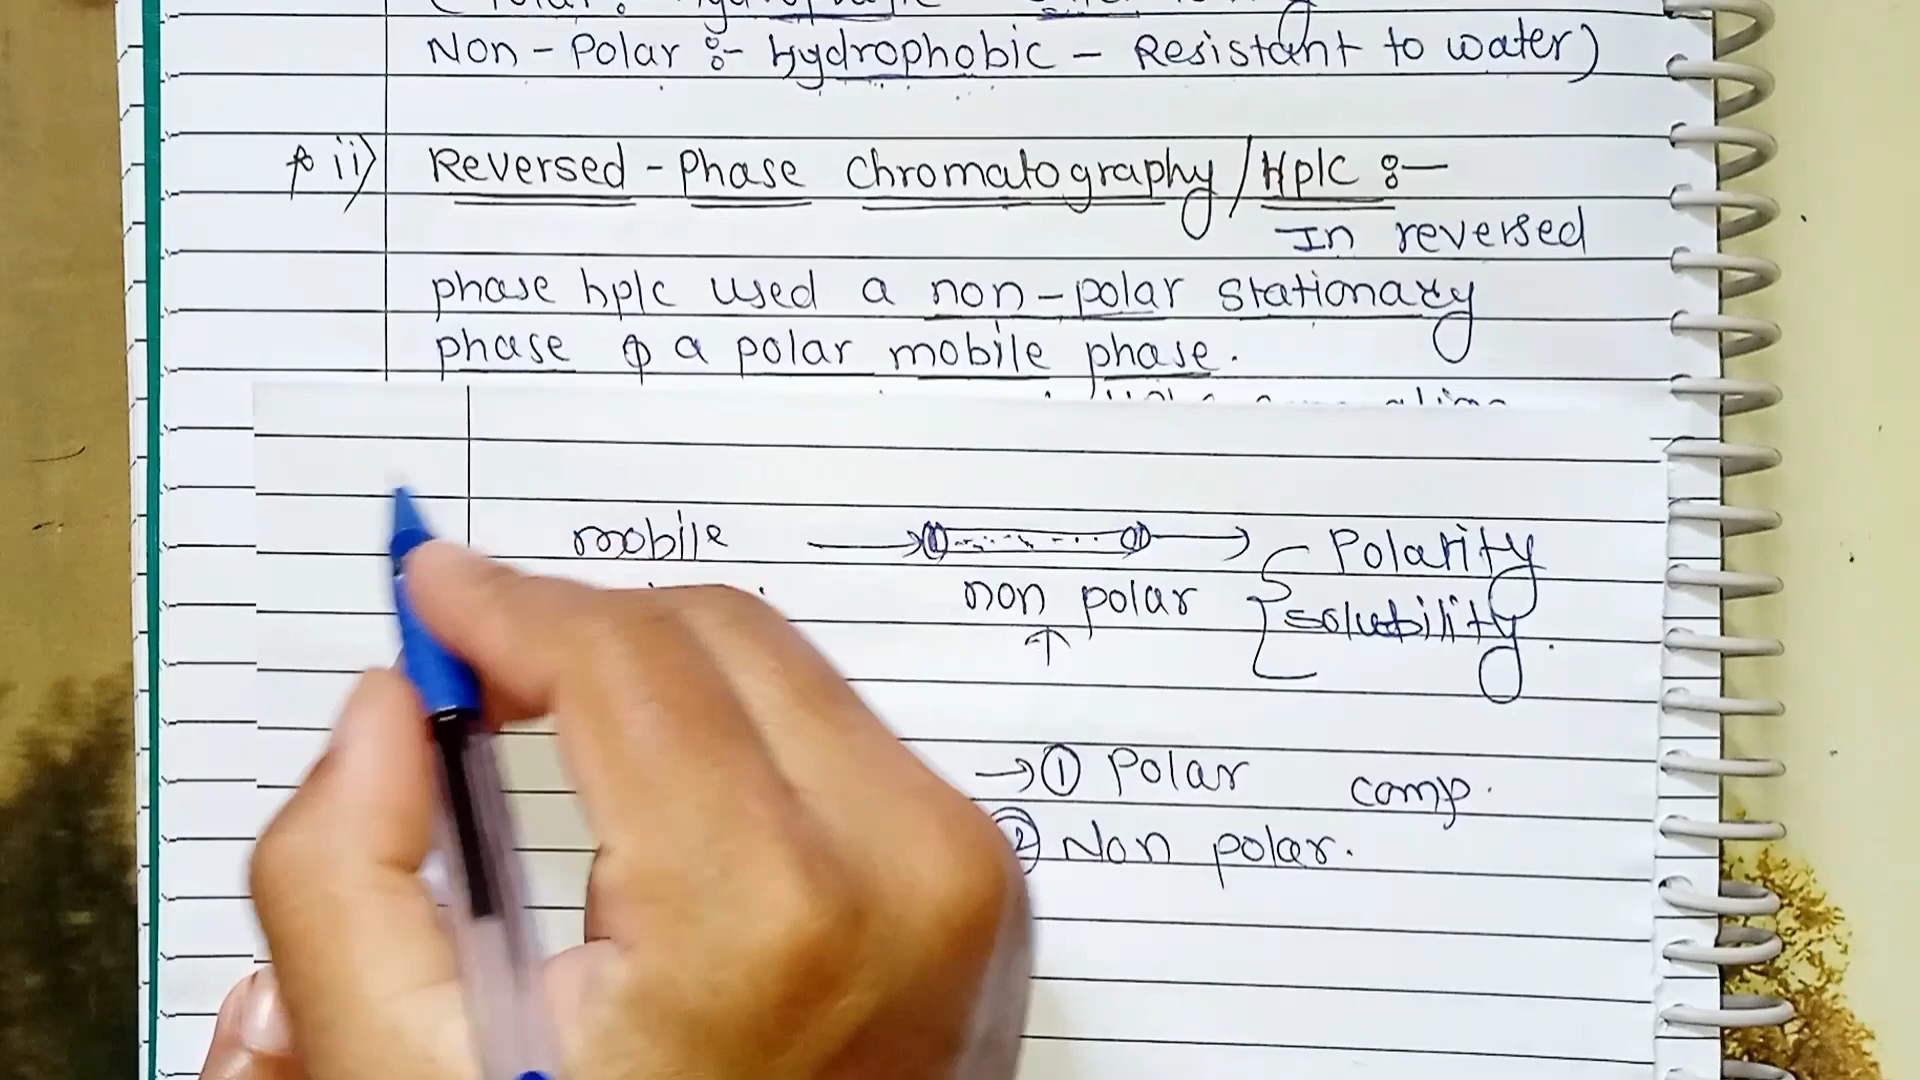 Non - Polar :- Hydrophobic - Resistant to water)
ii) Reversed - Phase Chromatography / Hplc :-
In reversed
phase hplc used a non-polar stationary
phase & a polar mobile phase.
mobile
Polarity
non polar
solubility
→ ① Polar comp.
② Non polar.